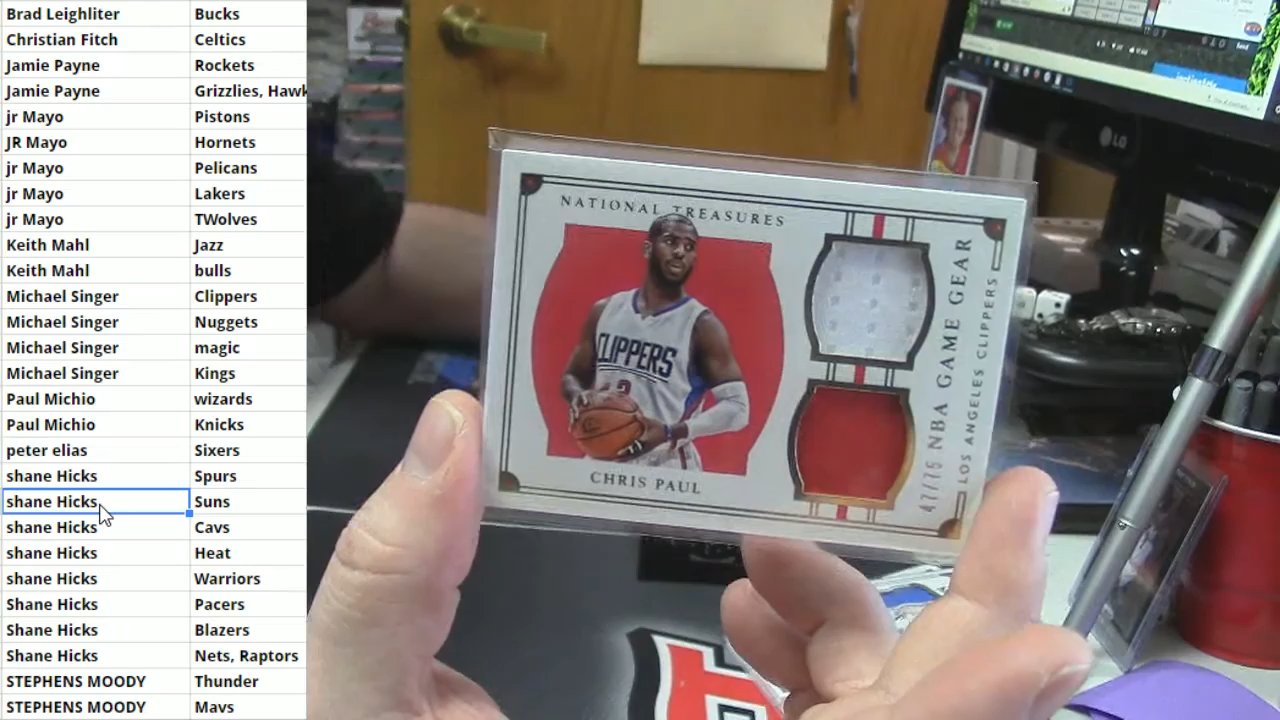 Brad Leighliter Bucks
Christian Fitch Celtics
Jamie Payne Rockets
Jamie Payne Grizzlies, Hawk
jr Mayo Pistons
JR Mayo Hornets
jr Mayo Pelicans
jr Mayo Lakers
jr Mayo TWolves
Keith Mahl Jazz
Keith Mahl bulls
Michael Singer Clippers
Michael Singer Nuggets
Michael Singer magic
Michael Singer Kings
Paul Michio wizards
Paul Michio Knicks
peter elias Sixers
shane Hicks Spurs
shane Hicks Suns
shane Hicks Cavs
shane Hicks Heat
shane Hicks Warriors
Shane Hicks Pacers
Shane Hicks Blazers
Shane Hicks Nets, Raptors
STEPHENS MOODY Thunder
STEPHENS MOODY Mavs
NATIONAL TREASURES
CLIPPERS
CHRIS PAUL
47/75 NBA GAME GEAR
LOS ANGELES CLIPPERS
LG